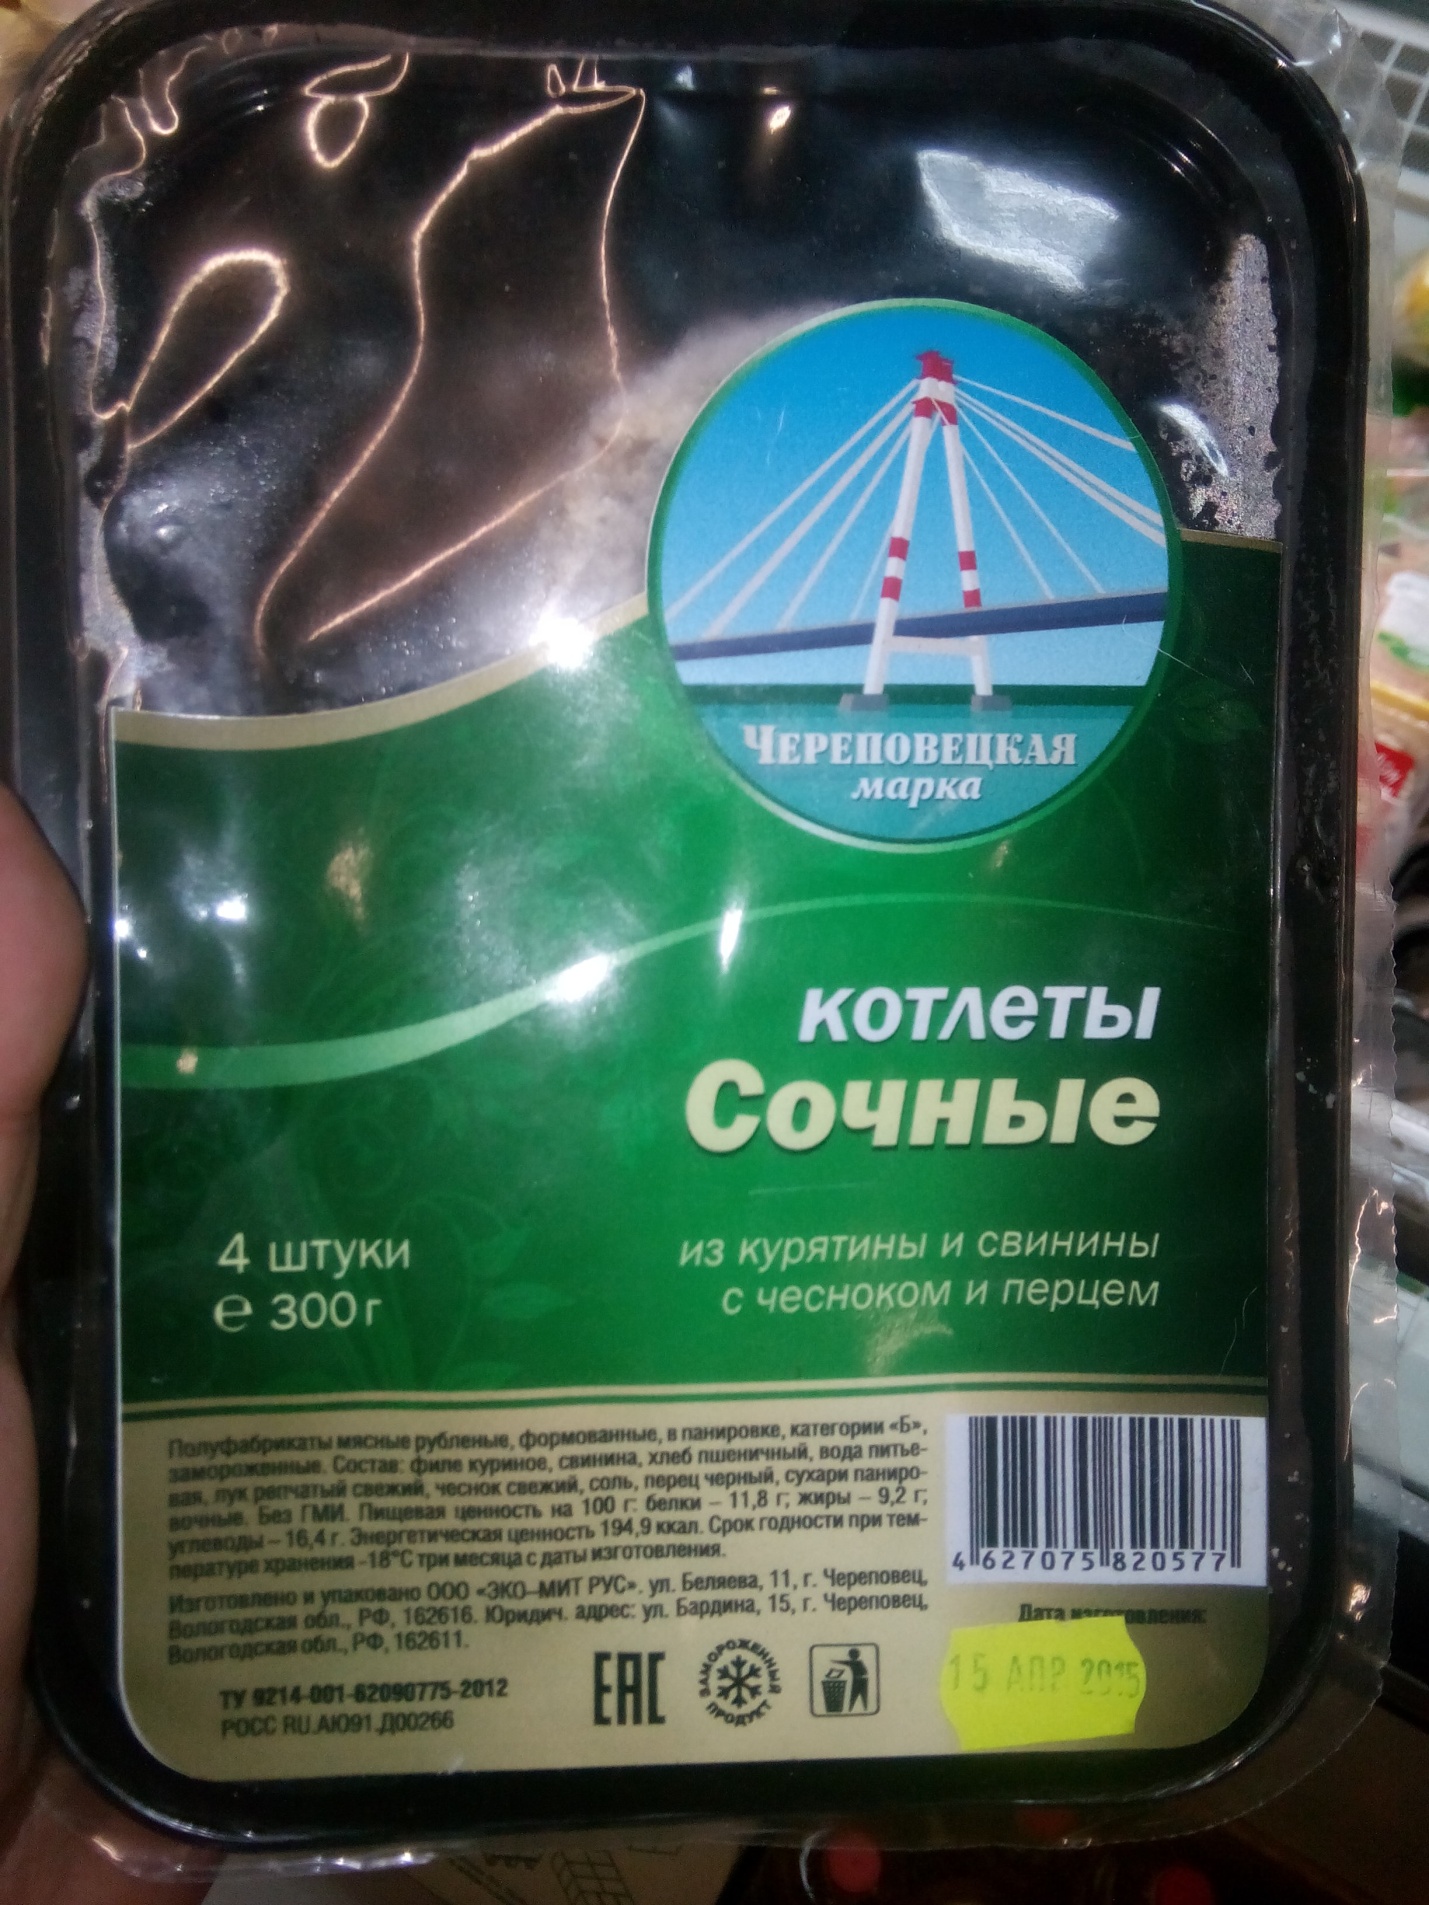 ЧЕРЕПОВЕЦКАЯ
марка
котлеты
Сочные
4 штуки
℮ 300 г
из курятины и свинины
с чесноком и перцем
Полуфабрикаты мясные рубленые, формованные, в панировке, категории «Б»,
замороженные. Состав: филе куриное, свинина, хлеб пшеничный, вода питье-
вая, лук репчатый свежий, чеснок свежий, соль, перец черный, сухари паниро-
вочные. Без ГМИ. Пищевая ценность на 100 г: белки – 11,8 г; жиры – 9,2 г;
углеводы – 16,4 г. Энергетическая ценность 194,9 ккал. Срок годности при тем-
пературе хранения -18°С три месяца с даты изготовления.
Изготовлено и упаковано ООО «ЭКО–МИТ РУС». ул. Беляева, 11, г. Череповец,
Вологодская обл., РФ, 162616. Юридич. адрес: ул. Бардина, 15, г. Череповец,
Вологодская обл., РФ, 162611.
ТУ 9214-001-62090775-2012
РОСС RU.АЮ91.Д00266
ЕАС
ЗАМОРОЖЕННЫЙ
ПРОДУКТ
4 627075 820577
Дата изготовления:
15 АПР 2015